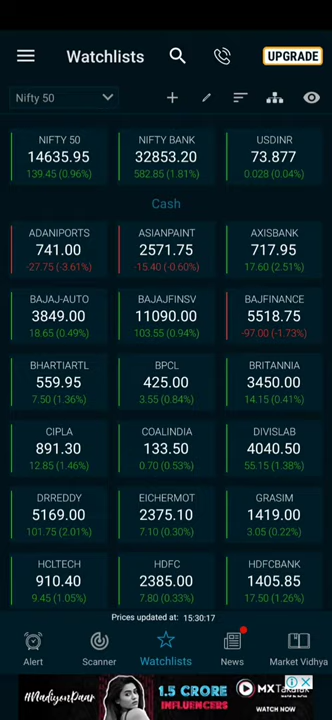 Watchlists
UPGRADE
Nifty 50
NIFTY 50 NIFTY BANK USDINR
14635.95 32853.20 73.877
139.45 (0.96%) 582.85 (1.81%) 0.028 (0.04%)
Cash
ADANIPORTS ASIANPAINT AXISBANK
741.00 2571.75 717.95
-27.75 (-3.61%) -15.40 (-0.60%) 17.60 (2.51%)
BAJAJ-AUTO BAJAJFINSV BAJFINANCE
3849.00 11090.00 5518.75
18.65 (0.49%) 103.55 (0.94%) -97.00 (-1.73%)
BHARTIARTL BPCL BRITANNIA
559.95 425.00 3450.00
7.50 (1.36%) 3.55 (0.84%) 14.15 (0.41%)
CIPLA COALINDIA DIVISLAB
891.30 133.50 4040.50
12.85 (1.46%) 0.70 (0.53%) 55.15 (1.38%)
DRREDDY EICHERMOT GRASIM
5169.00 2375.10 1419.00
101.75 (2.01%) 7.10 (0.30%) 3.05 (0.22%)
HCLTECH HDFC HDFCBANK
910.40 2385.00 1405.85
9.45 (1.05%) 7.80 (0.33%) 17.50 (1.26%)
Prices updated at: 15:30:17
Alert Scanner Watchlists News Market Vidhya
#NadiyonPaar
1.5 CRORE
INFLUENCERS
MX TakaTak
WATCH NOW